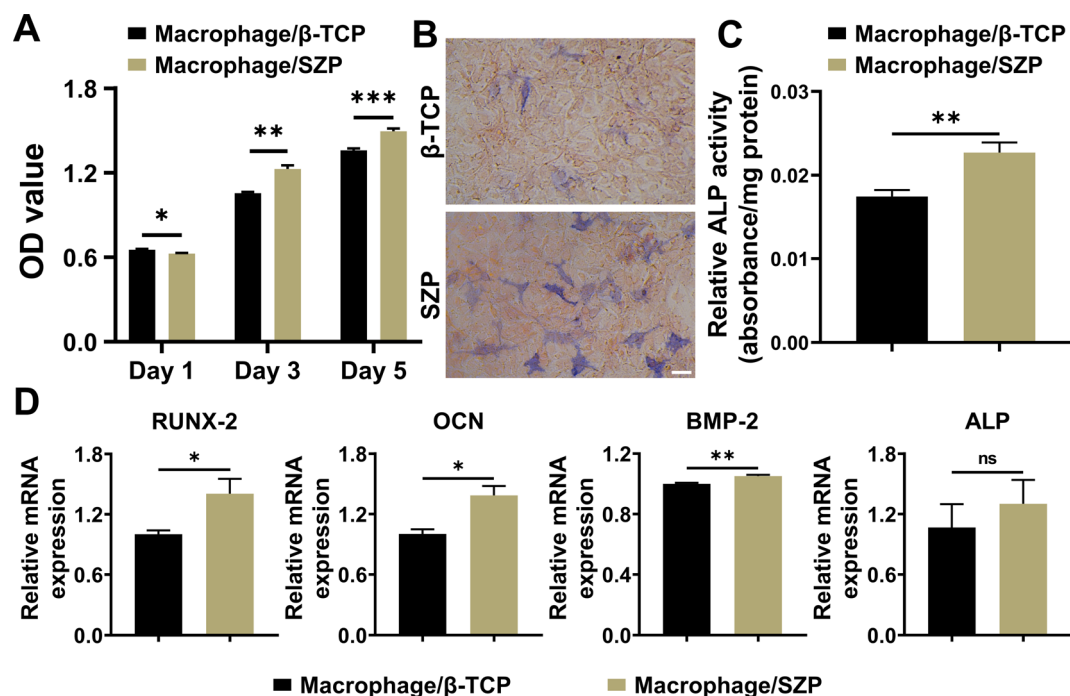 A
Macrophage/β-TCP
Macrophage/SZP
OD value
1.8
1.2
0.6
0.0
*
**
***
Day 1
Day 3
Day 5
B
β-TCP
SZP
C
Macrophage/β-TCP
Macrophage/SZP
Relative ALP activity
(absorbance/mg protein)
0.03
0.02
0.01
0.00
**
D
RUNX-2
Relative mRNA
expression
1.8
1.2
0.6
0.0
*
OCN
Relative mRNA
expression
1.8
1.2
0.6
0.0
*
BMP-2
Relative mRNA
expression
1.2
0.8
0.4
0.0
**
ALP
Relative mRNA
expression
1.8
1.2
0.6
0.0
ns
Macrophage/β-TCP
Macrophage/SZP